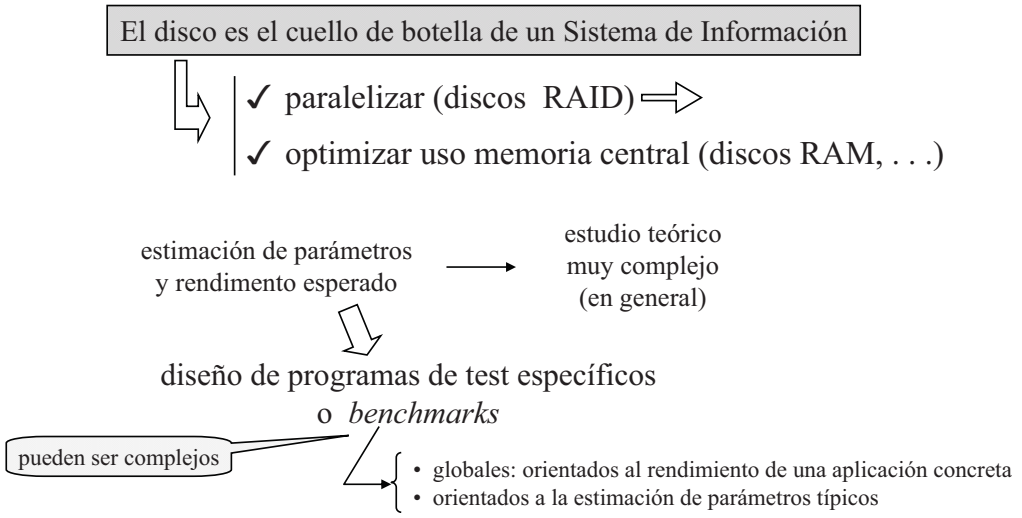 El disco es el cuello de botella de un Sistema de Información
✓ paralelizar (discos RAID)
✓ optimizar uso memoria central (discos RAM, . . .)
estimación de parámetros
y rendimento esperado
estudio teórico
muy complejo
(en general)
diseño de programas de test específicos
o benchmarks
pueden ser complejos
• globales: orientados al rendimiento de una aplicación concreta
• orientados a la estimación de parámetros típicos